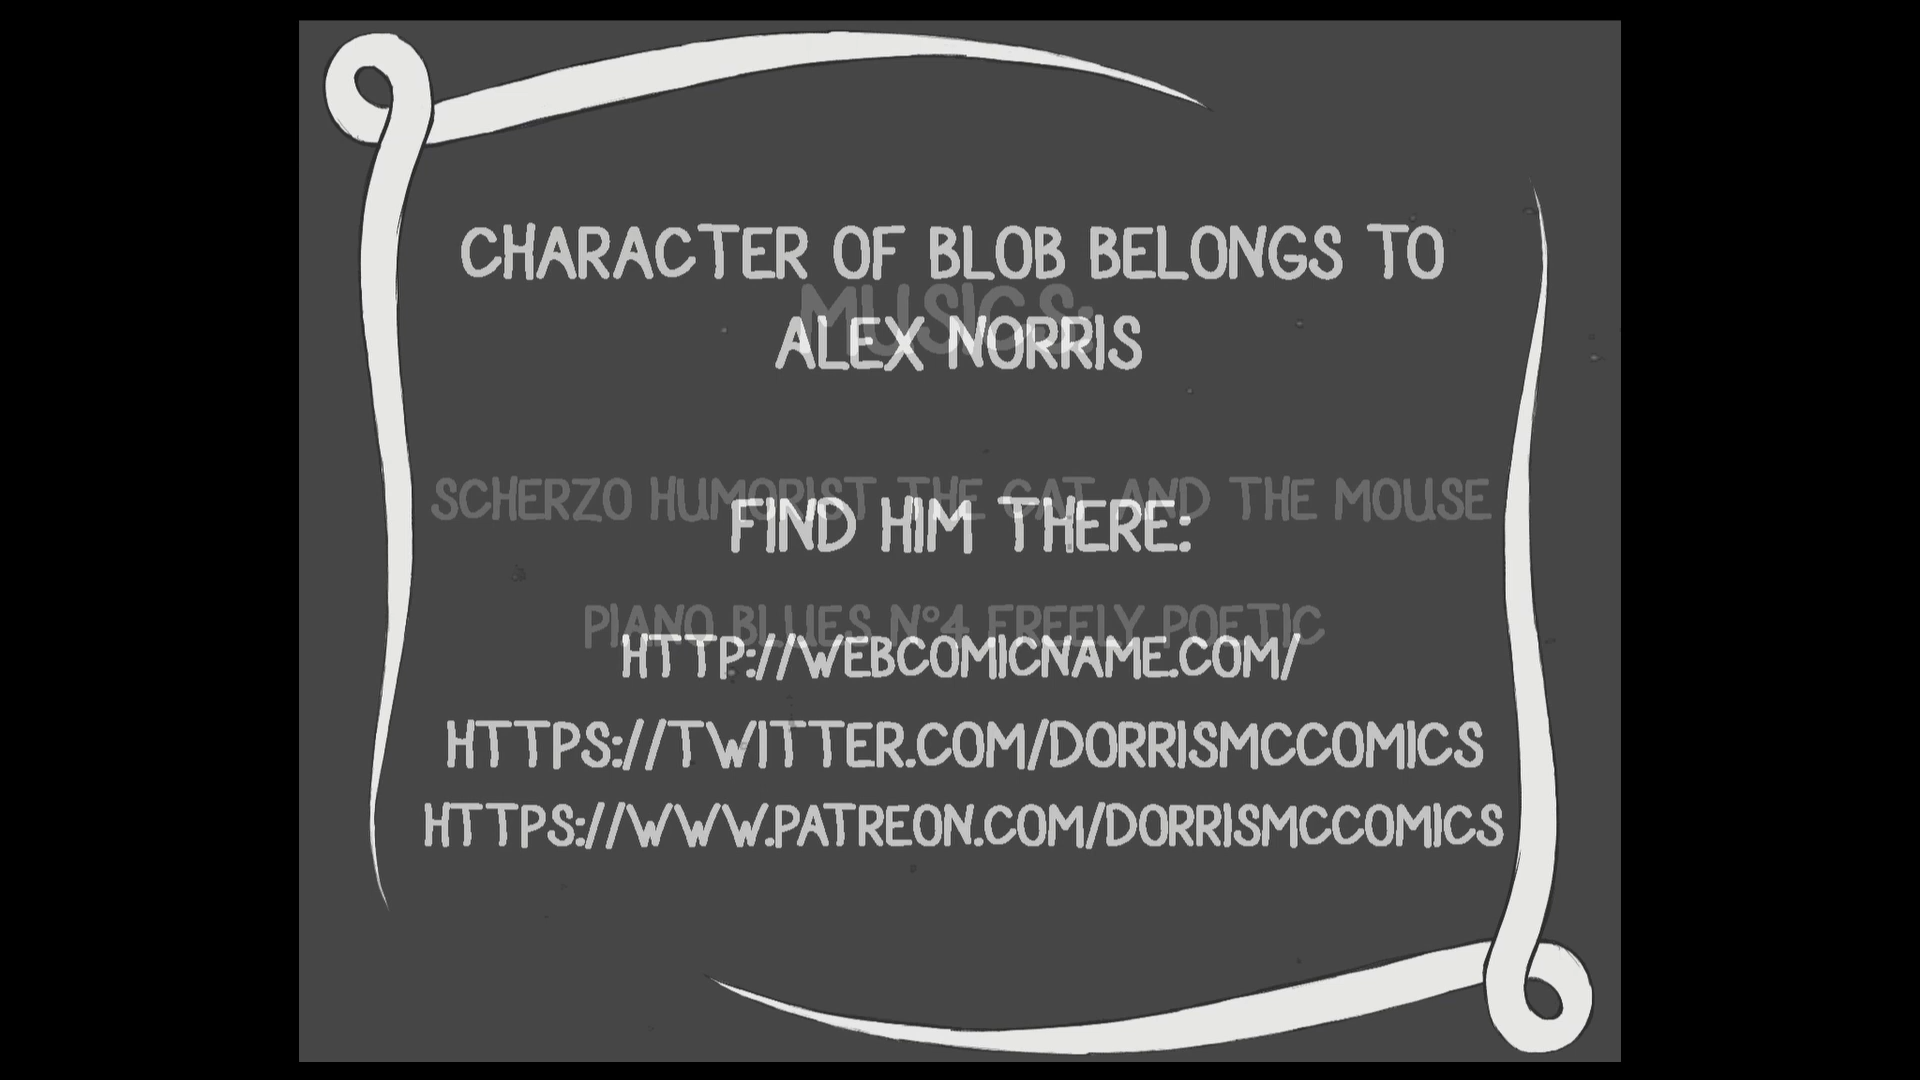 CHARACTER OF BLOB BELONGS TO
MUSICS:
ALEX NORRIS
SCHERZO HUMORIST THE CAT AND THE MOUSE
FIND HIM THERE:
PIANO BLUES N°4 FREELY POETIC
HTTP://WEBCOMICNAME.COM/
HTTPS://TWITTER.COM/DORRISMCCOMICS
HTTPS://WWW.PATREON.COM/DORRISMCCOMICS